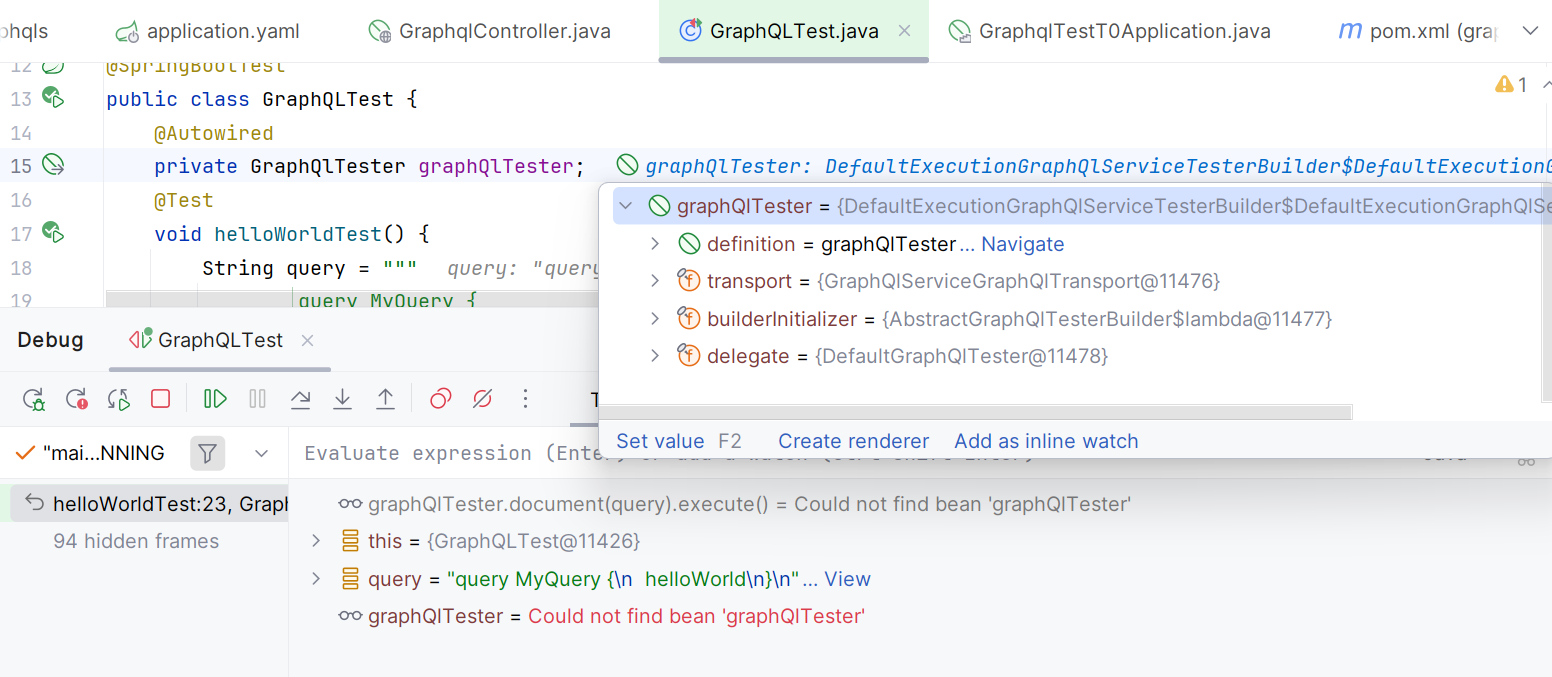 phqls application.yaml GraphqlController.java GraphQLTest.java GraphqlTestT0Application.java m pom.xml (grap
12 @SpringBootTest
13 public class GraphQLTest { 1
14 @Autowired
15 private GraphQlTester graphQlTester; graphQlTester: DefaultExecutionGraphQlServiceTesterBuilder$DefaultExecutionG
16 @Test
17 void helloWorldTest() {
18 String query = """ query: "query
19 query MyQuery {
graphQlTester = {DefaultExecutionGraphQlServiceTesterBuilder$DefaultExecutionGraphQlSe
definition = graphQlTester... Navigate
transport = {GraphQlServiceGraphQlTransport@11476}
builderInitializer = {AbstractGraphQlTesterBuilder$lambda@11477}
delegate = {DefaultGraphQlTester@11478}
Set value F2 Create renderer Add as inline watch
Debug GraphQLTest
T
"mai...NNING Evaluate expression (Enter
helloWorldTest:23, Graph
94 hidden frames
graphQlTester.document(query).execute() = Could not find bean 'graphQlTester'
this = {GraphQLTest@11426}
query = "query MyQuery {\n helloWorld\n}\n"... View
graphQlTester = Could not find bean 'graphQlTester'